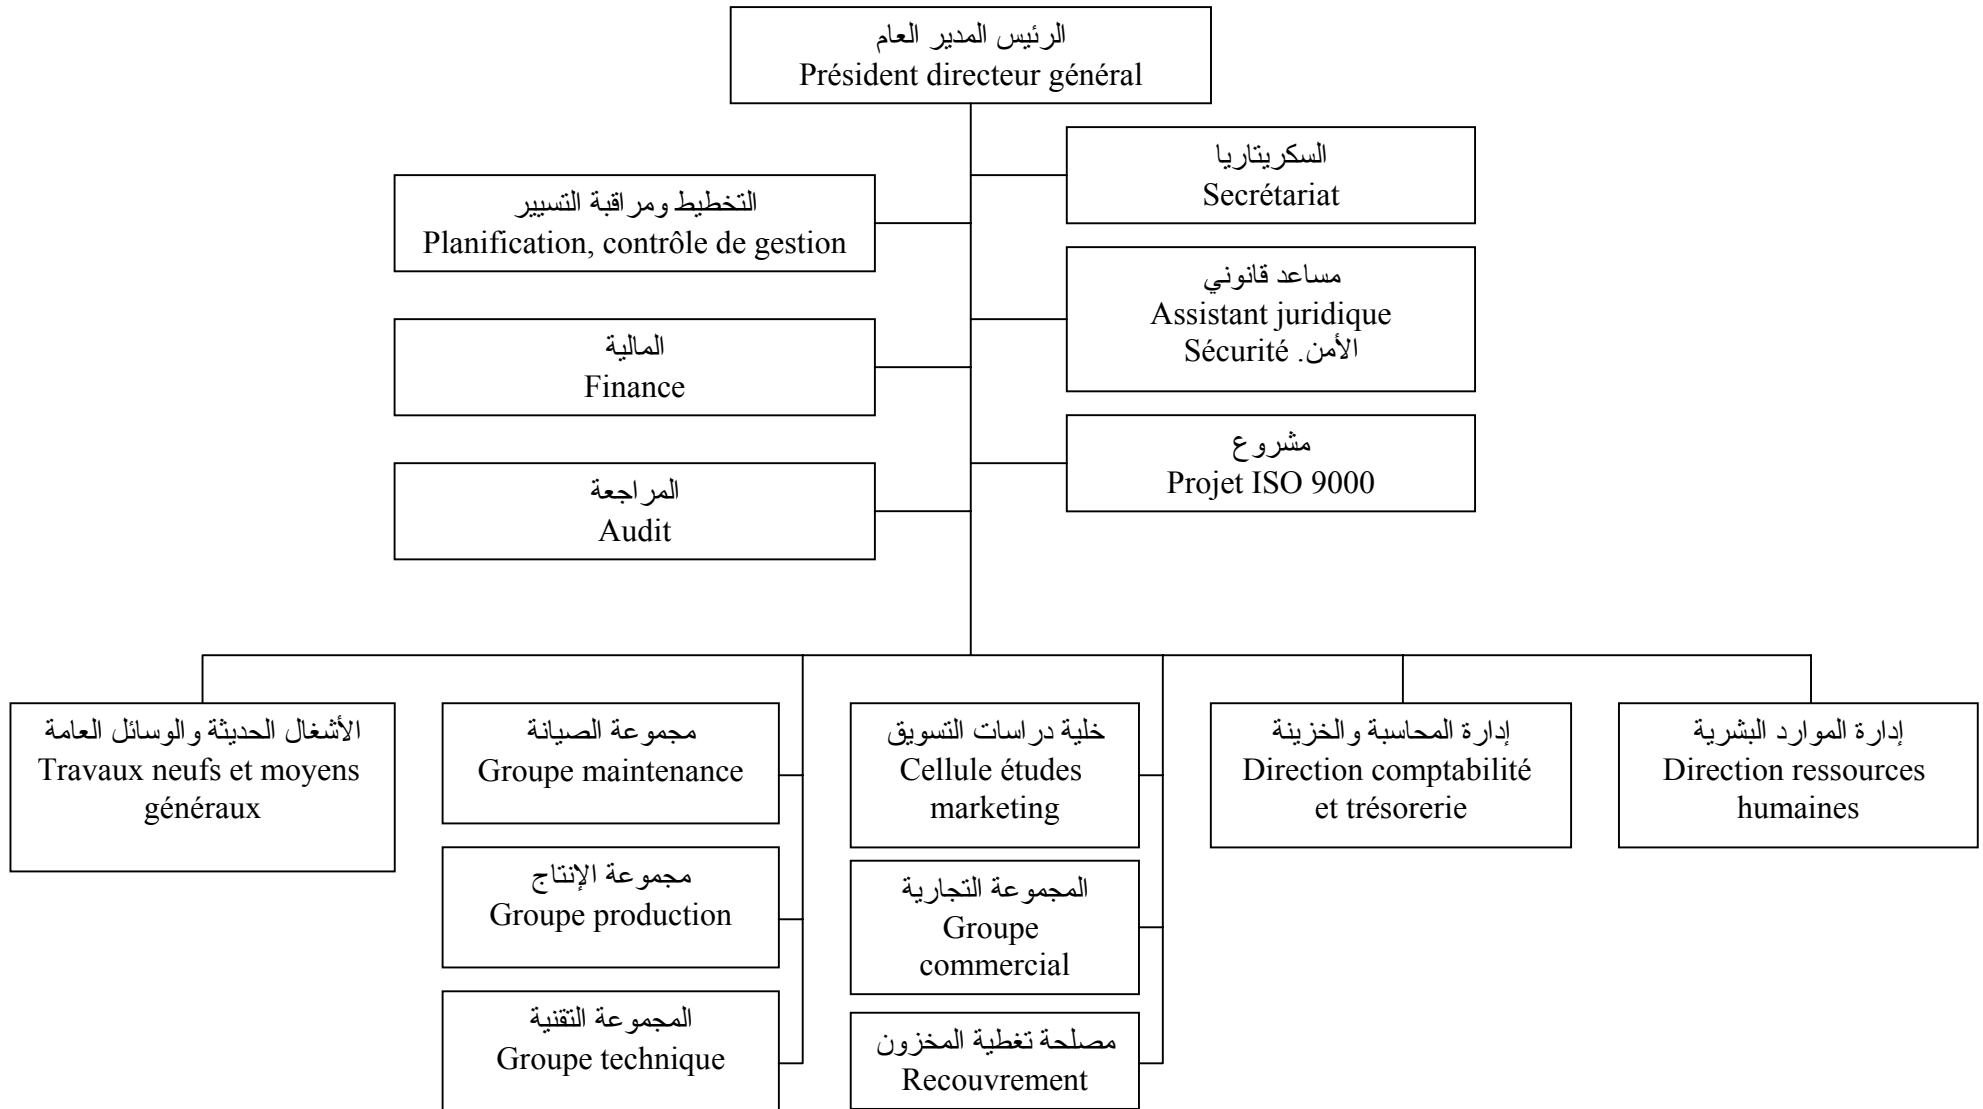 الرئيس المدير العام
Président directeur général
السكريتاريا
Secrétariat
التخطيط ومراقبة التسيير
Planification, contrôle de gestion
مساعد قانوني
Assistant juridique
Sécurité .الأمن
المالية
Finance
مشروع
Projet ISO 9000
المراجعة
Audit
الأشغال الحديثة والوسائل العامة
Travaux neufs et moyens
généraux
مجموعة الصيانة
Groupe maintenance
مجموعة الإنتاج
Groupe production
المجموعة التقنية
Groupe technique
خلية دراسات التسويق
Cellule études
marketing
المجموعة التجارية
Groupe
commercial
مصلحة تغطية المخزون
Recouvrement
إدارة المحاسبة والخزينة
Direction comptabilité
et trésorerie
إدارة الموارد البشرية
Direction ressources
humaines